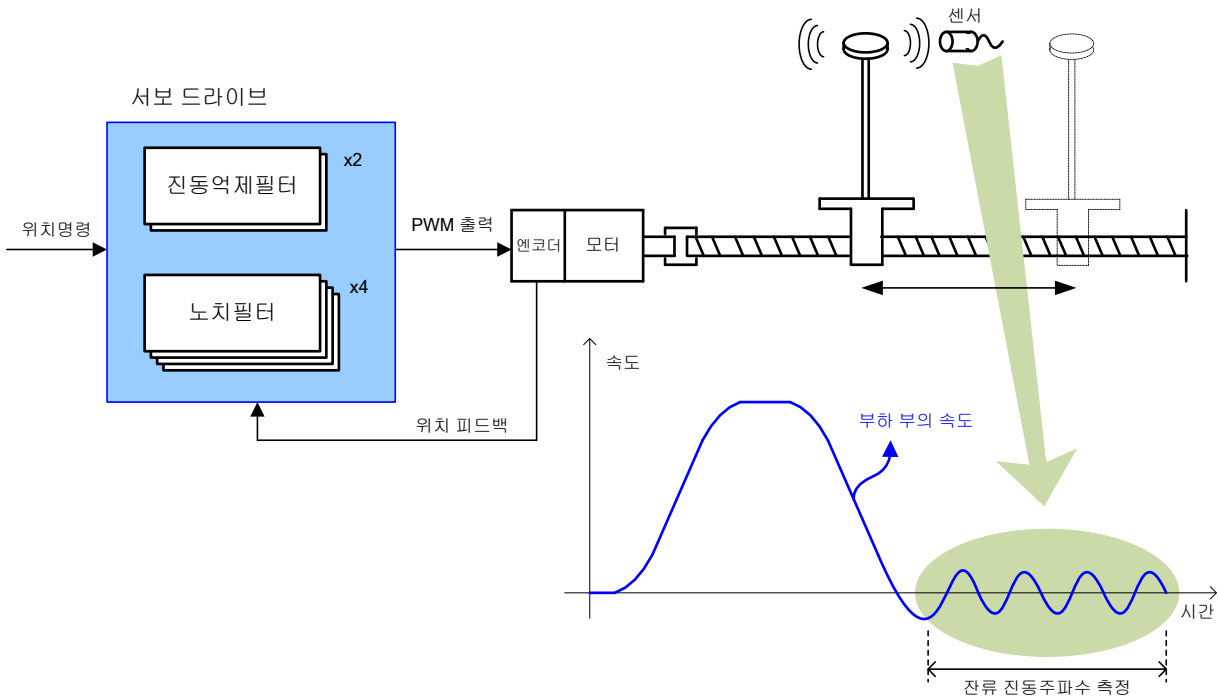 센서
서보 드라이브
x2
진동억제필터
위치명령
PWM 출력
엔코더
모터
x4
노치필터
속도
위치 피드백
부하 부의 속도
시간
잔류 진동주파수 측정